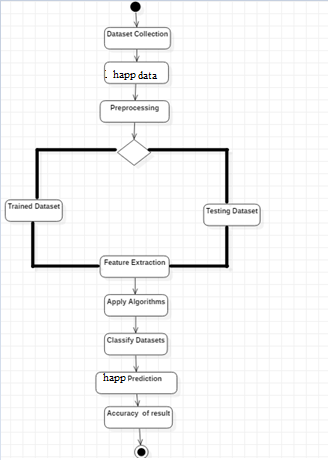 Dataset Collection
happ data
Preprocessing
Trained Dataset
Testing Dataset
Feature Extraction
Apply Algorithms
Classify Datasets
happ Prediction
Accuracy of result